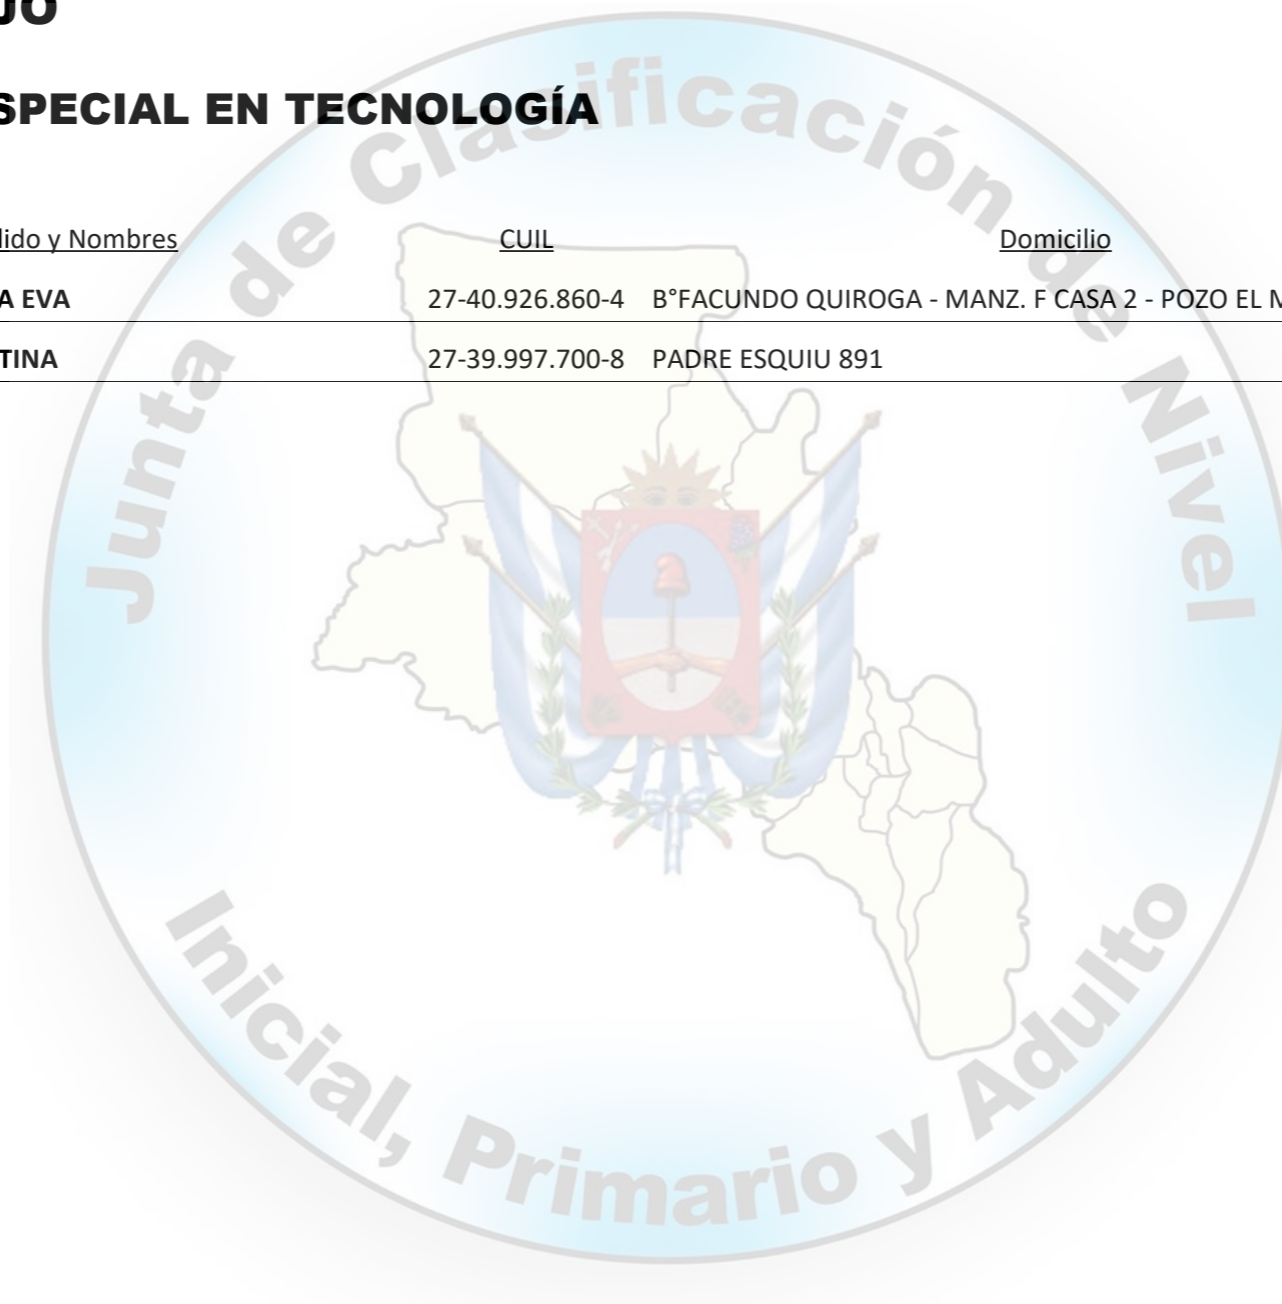 JO
SPECIAL EN TECNOLOGÍA
lido y Nombres CUIL Domicilio
A EVA 27-40.926.860-4 B°FACUNDO QUIROGA - MANZ. F CASA 2 - POZO EL M
TINA 27-39.997.700-8 PADRE ESQUIU 891
Junta de Clasificación de Nivel
Inicial, Primario y Adulto